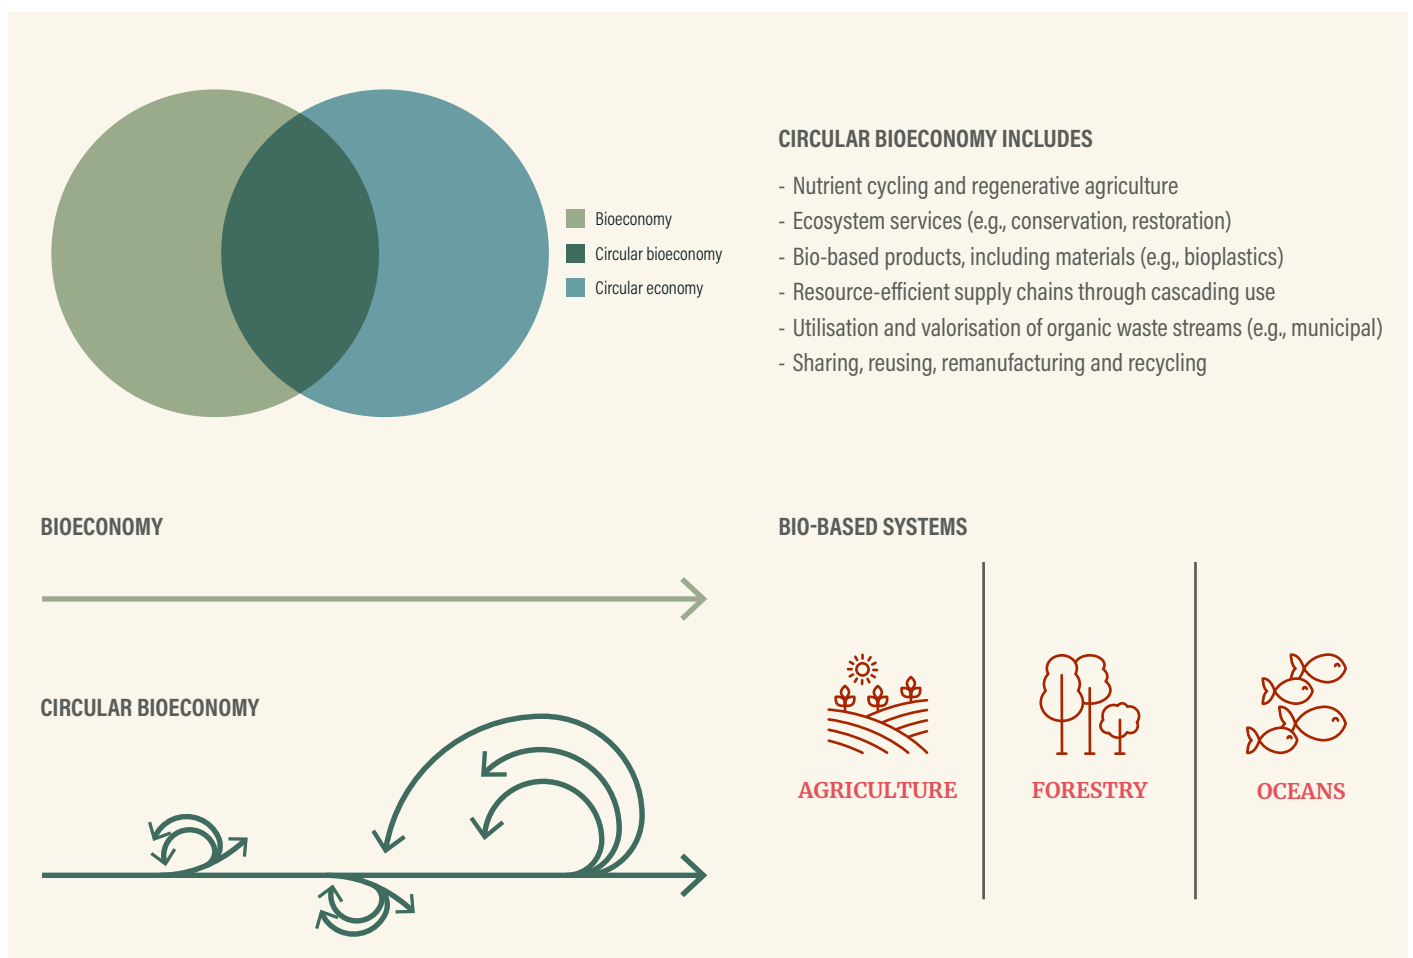 Bioeconomy
Circular bioeconomy
Circular economy
CIRCULAR BIOECONOMY INCLUDES
- Nutrient cycling and regenerative agriculture
- Ecosystem services (e.g., conservation, restoration)
- Bio-based products, including materials (e.g., bioplastics)
- Resource-efficient supply chains through cascading use
- Utilisation and valorisation of organic waste streams (e.g., municipal)
- Sharing, reusing, remanufacturing and recycling
BIOECONOMY
CIRCULAR BIOECONOMY
BIO-BASED SYSTEMS
AGRICULTURE
FORESTRY
OCEANS